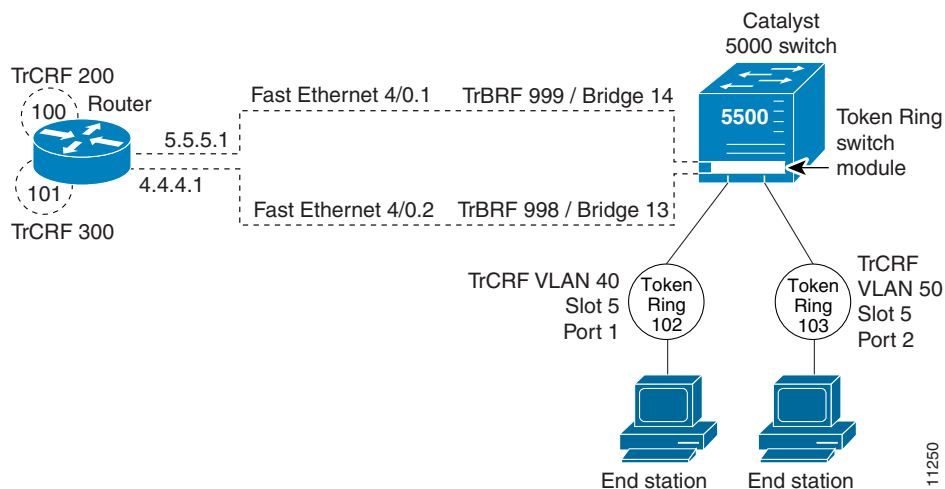 Catalyst
5000 switch
TrCRF 200
100
Router
Fast Ethernet 4/0.1
TrBRF 999 / Bridge 14
5500
Token Ring
switch
module
5.5.5.1
101
4.4.4.1
TrCRF 300
Fast Ethernet 4/0.2
TrBRF 998 / Bridge 13
TrCRF VLAN 40
Slot 5
Port 1
Token
Ring
102
Token
Ring
103
TrCRF
VLAN 50
Slot 5
Port 2
End station
End station
11250